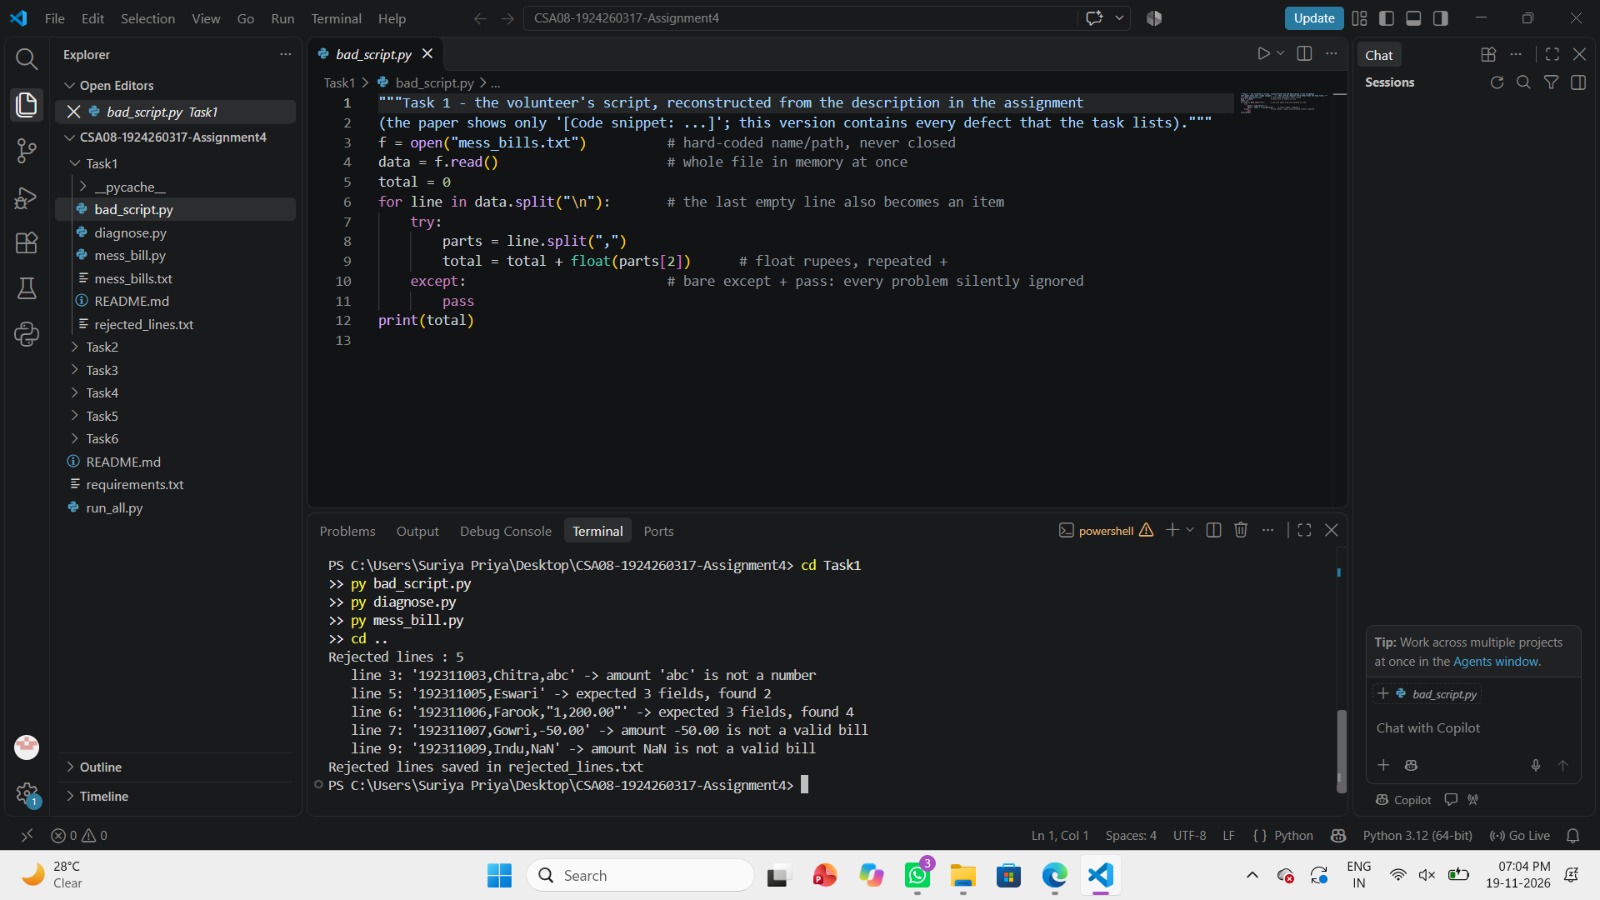 File Edit Selection View Go Run Terminal Help
CSA08-1924260317-Assignment4
Update
Explorer
Open Editors
bad_script.py Task1
CSA08-1924260317-Assignment4
Task1
__pycache__
bad_script.py
diagnose.py
mess_bill.py
mess_bills.txt
README.md
rejected_lines.txt
Task2
Task3
Task4
Task5
Task6
README.md
requirements.txt
run_all.py
Outline
Timeline
1
bad_script.py
Task1 > bad_script.py > ...
1 """Task 1 - the volunteer's script, reconstructed from the description in the assignment
2 (the paper shows only '[Code snippet: ...]'; this version contains every defect that the task lists)."""
3 f = open("mess_bills.txt") # hard-coded name/path, never closed
4 data = f.read() # whole file in memory at once
5 total = 0
6 for line in data.split("\n"): # the last empty line also becomes an item
7 try:
8 parts = line.split(",")
9 total = total + float(parts[2]) # float rupees, repeated +
10 except: # bare except + pass: every problem silently ignored
11 pass
12 print(total)
13
Problems Output Debug Console Terminal Ports
powershell
PS C:\Users\Suriya Priya\Desktop\CSA08-1924260317-Assignment4> cd Task1
>> py bad_script.py
>> py diagnose.py
>> py mess_bill.py
>> cd ..
Rejected lines : 5
line 3: '192311003,Chitra,abc' -> amount 'abc' is not a number
line 5: '192311005,Eswari' -> expected 3 fields, found 2
line 6: '192311006,Farook,"1,200.00"' -> expected 3 fields, found 4
line 7: '192311007,Gowri,-50.00' -> amount -50.00 is not a valid bill
line 9: '192311009,Indu,NaN' -> amount NaN is not a valid bill
Rejected lines saved in rejected_lines.txt
PS C:\Users\Suriya Priya\Desktop\CSA08-1924260317-Assignment4>
Chat
Sessions
Tip: Work across multiple projects
at once in the Agents window.
bad_script.py
Chat with Copilot
Copilot
0 0
Ln 1, Col 1 Spaces: 4 UTF-8 LF { } Python Python 3.12 (64-bit) Go Live
28°C
Clear
Search
3
ENG
IN
07:04 PM
19-11-2026